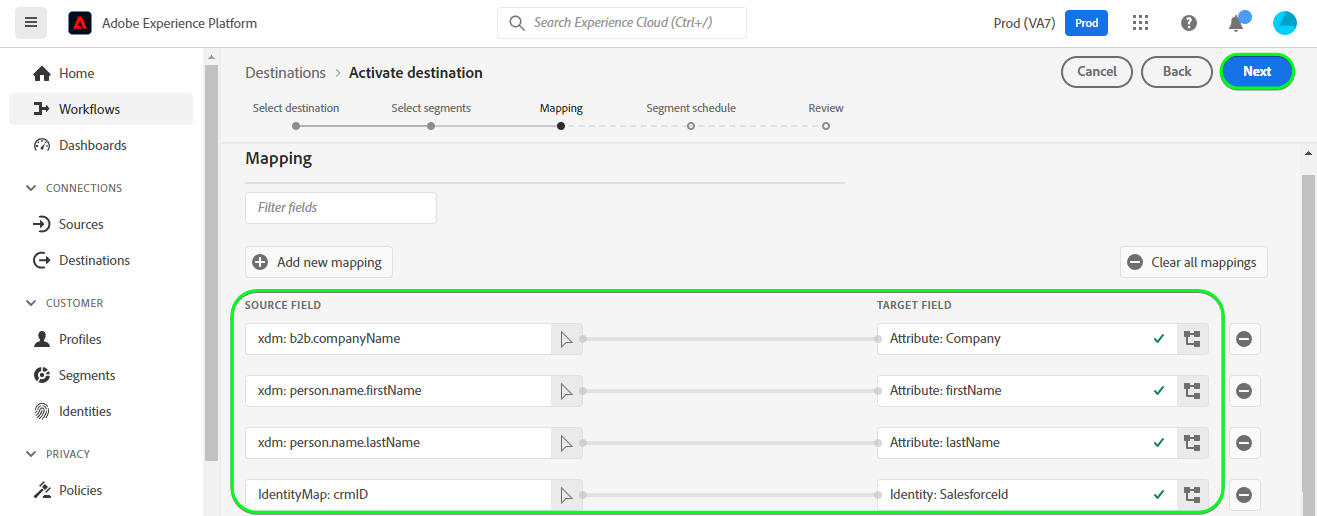 Adobe Experience Platform
Search Experience Cloud (Ctrl+/)
Prod (VA7)
Prod
Home
Workflows
Dashboards
CONNECTIONS
Sources
Destinations
CUSTOMER
Profiles
Segments
Identities
PRIVACY
Policies
Destinations > Activate destination
Cancel
Back
Next
Select destination
Select segments
Mapping
Segment schedule
Review
Mapping
Filter fields
Add new mapping
Clear all mappings
SOURCE FIELD
TARGET FIELD
xdm: b2b.companyName
Attribute: Company
xdm: person.name.firstName
Attribute: firstName
xdm: person.name.lastName
Attribute: lastName
IdentityMap: crmID
Identity: SalesforceId